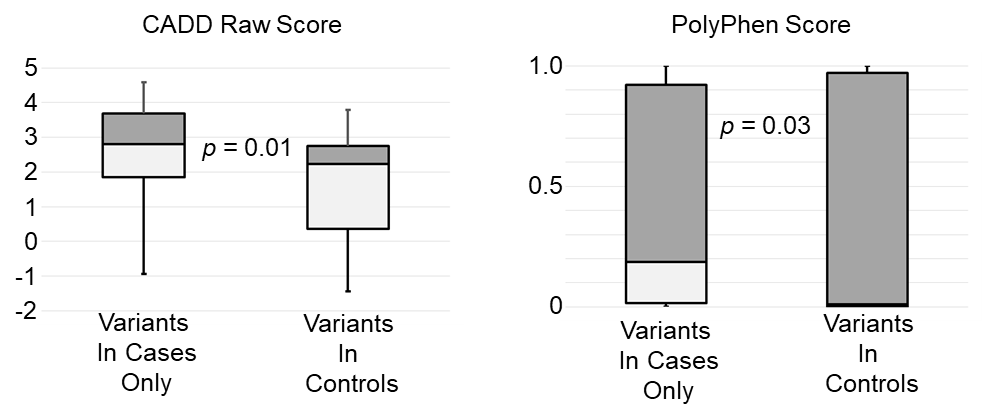 CADD Raw Score
5
4
3
2
1
0
-1
-2
p = 0.01
Variants
In Cases
Only
Variants
In
Controls
PolyPhen Score
1.0
0.5
0
p = 0.03
Variants
In Cases
Only
Variants
In
Controls